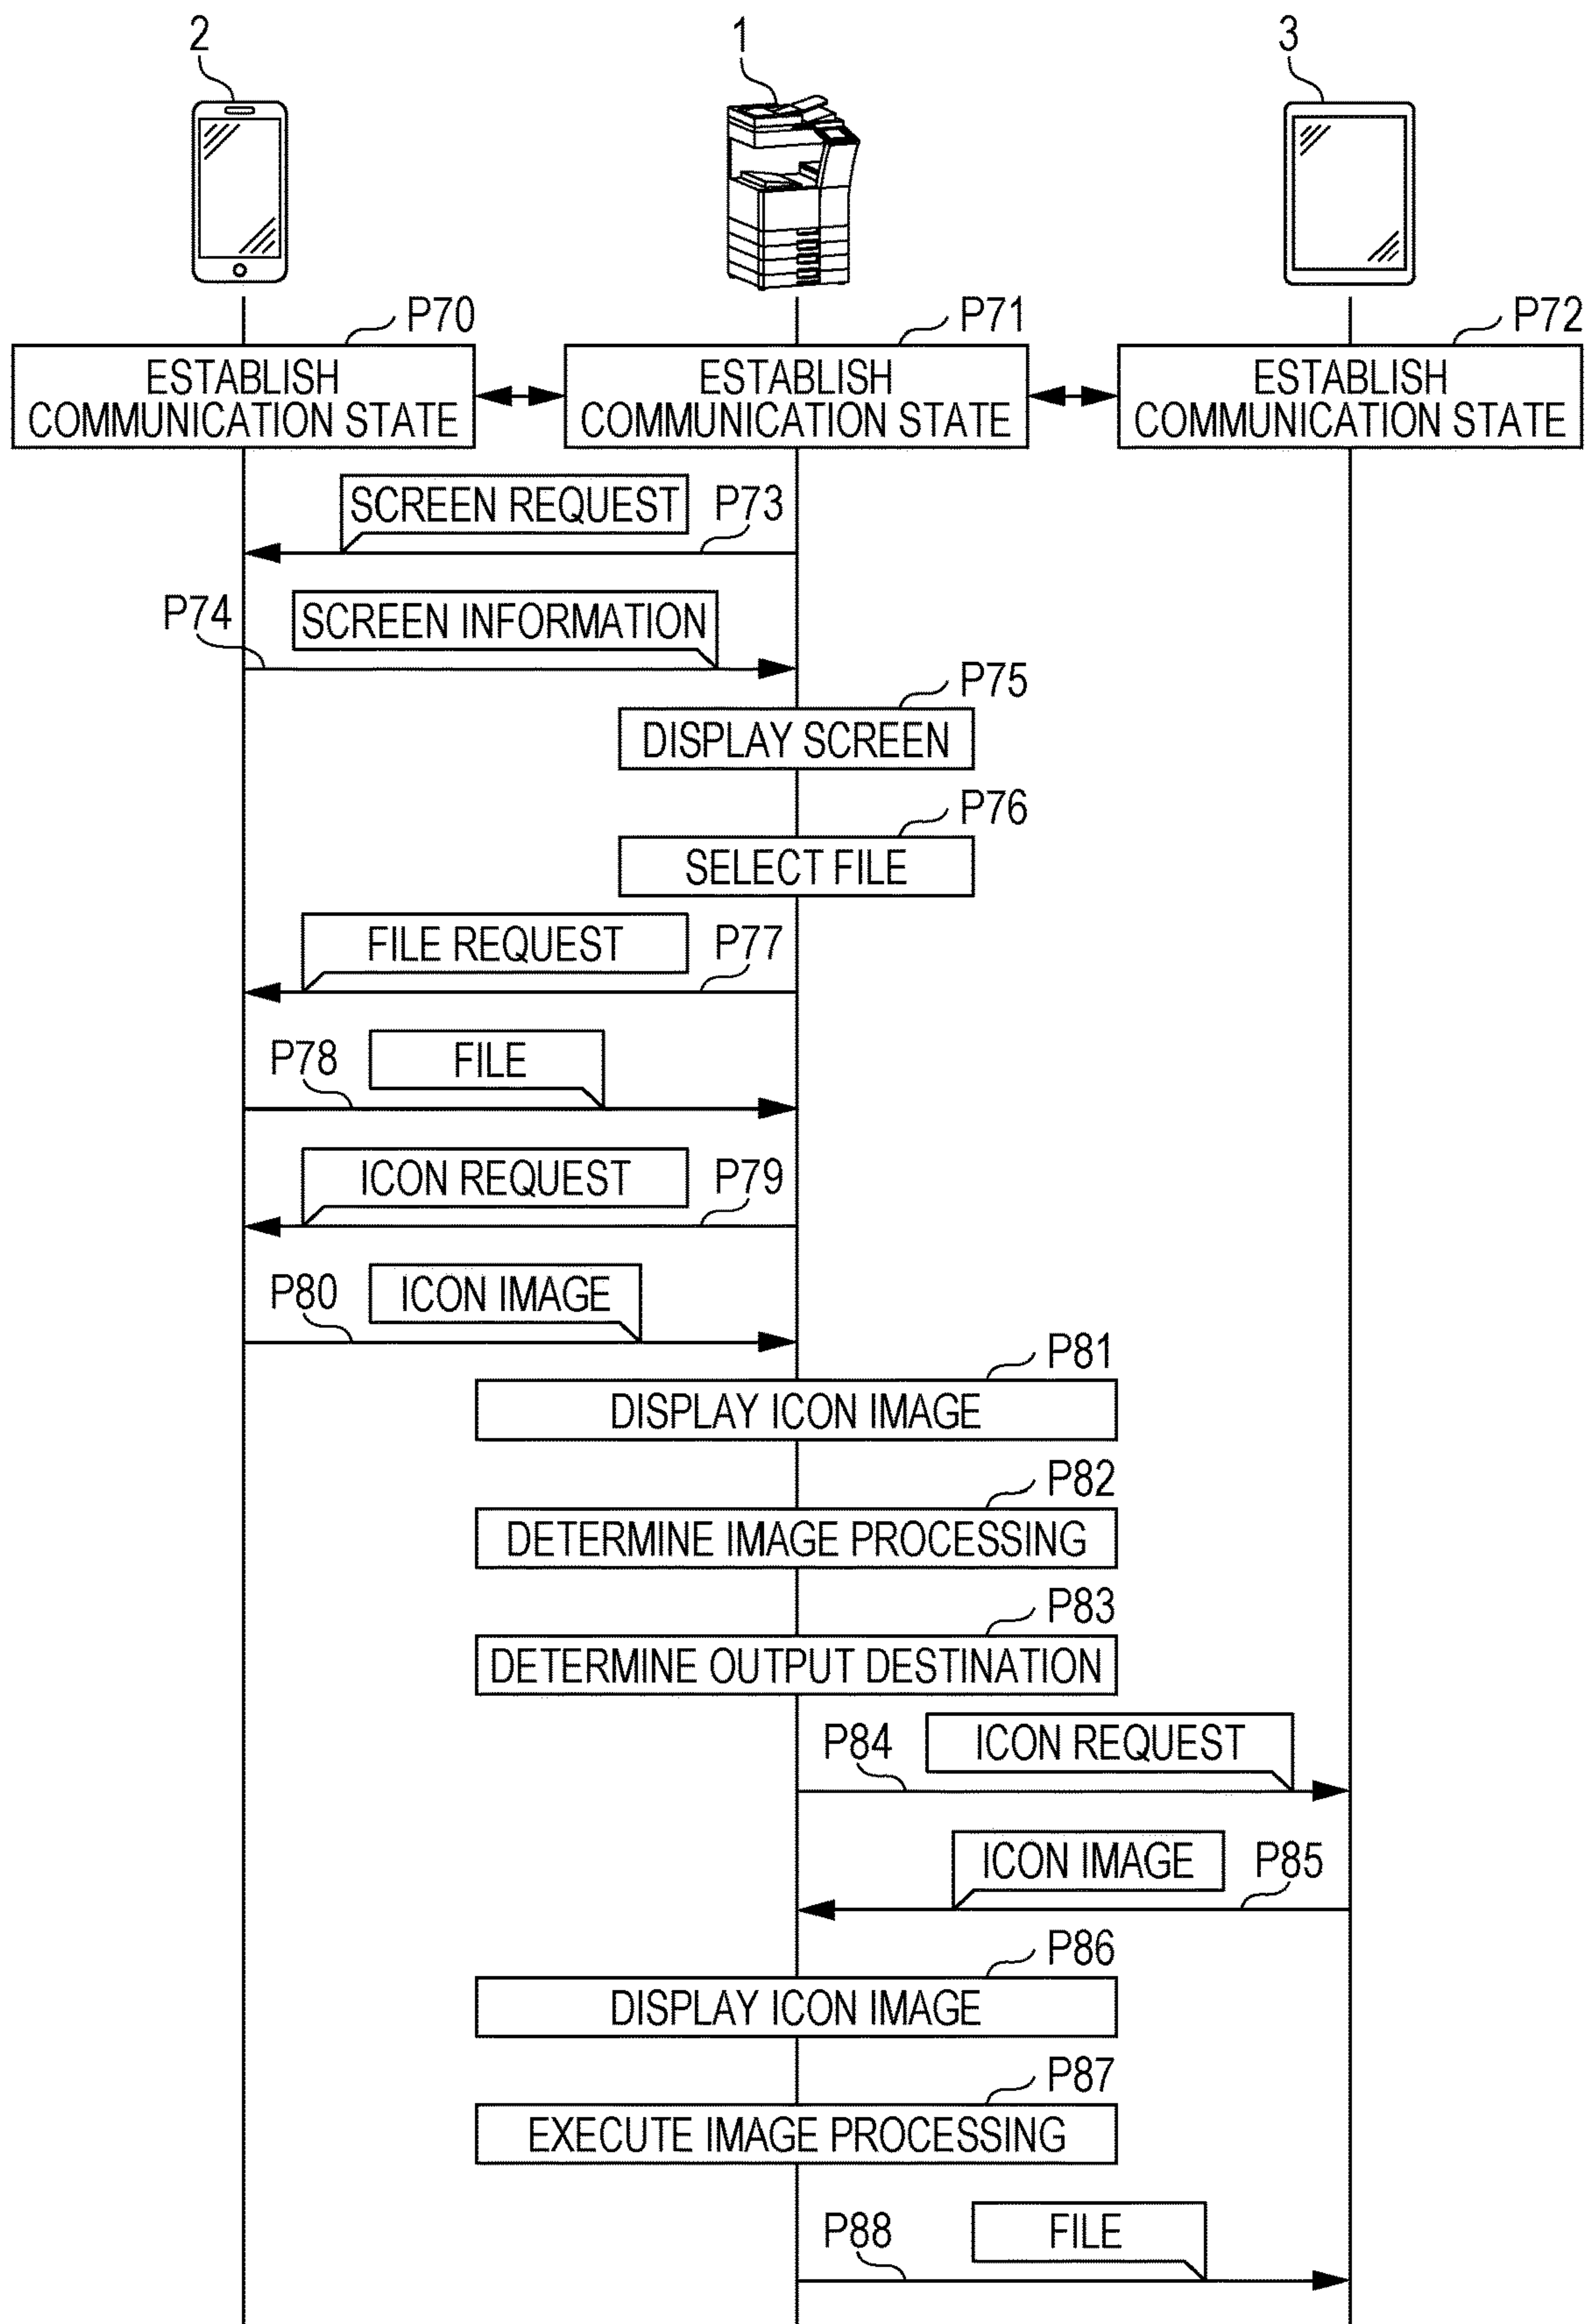 2
1
3
P70
P71
P72
ESTABLISH
COMMUNICATION STATE
ESTABLISH
COMMUNICATION STATE
ESTABLISH
COMMUNICATION STATE
SCREEN REQUEST
P73
P74
SCREEN INFORMATION
P75
DISPLAY SCREEN
P76
SELECT FILE
FILE REQUEST
P77
P78
FILE
ICON REQUEST
P79
P80
ICON IMAGE
P81
DISPLAY ICON IMAGE
P82
DETERMINE IMAGE PROCESSING
P83
DETERMINE OUTPUT DESTINATION
P84
ICON REQUEST
ICON IMAGE
P85
P86
DISPLAY ICON IMAGE
P87
EXECUTE IMAGE PROCESSING
P88
FILE